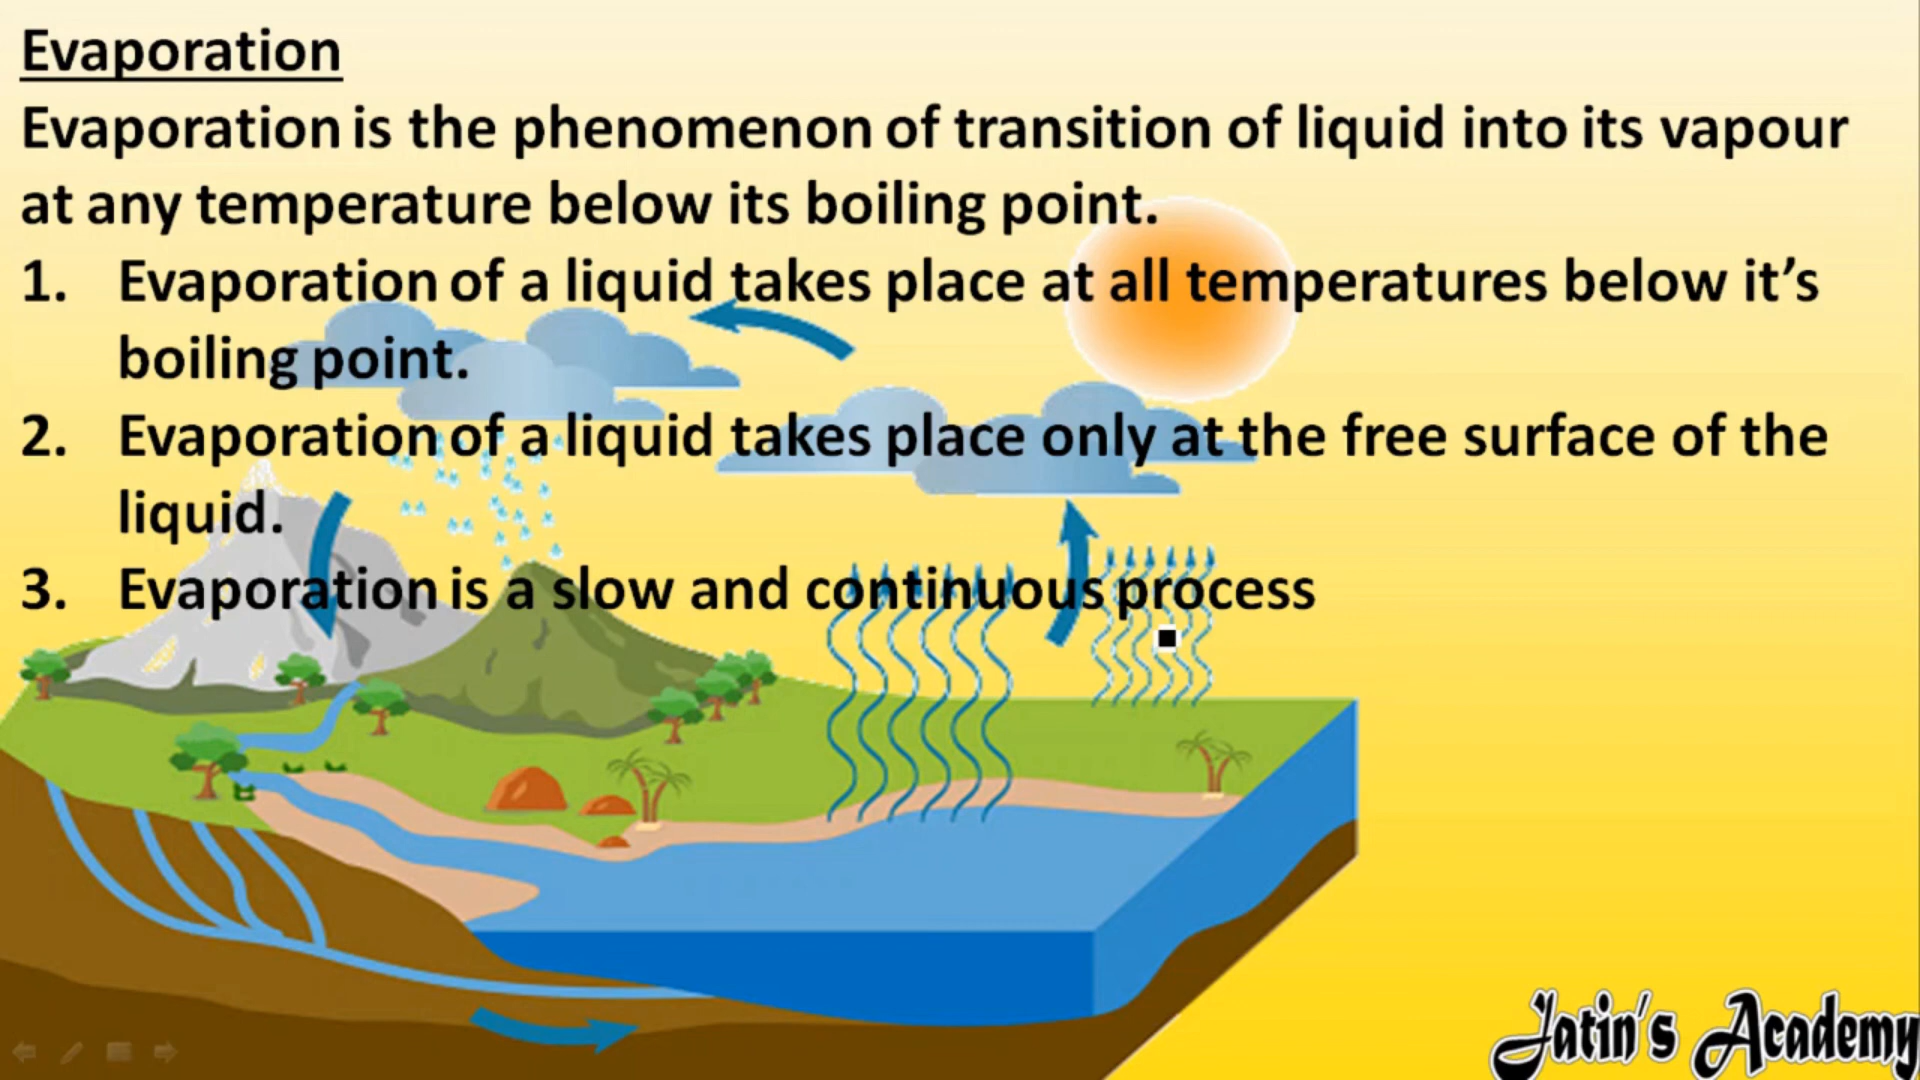 Evaporation
Evaporation is the phenomenon of transition of liquid into its vapour
at any temperature below its boiling point.
1. Evaporation of a liquid takes place at all temperatures below it’s
boiling point.
2. Evaporation of a liquid takes place only at the free surface of the
liquid.
3. Evaporation is a slow and continuous process
Jatin's Academy